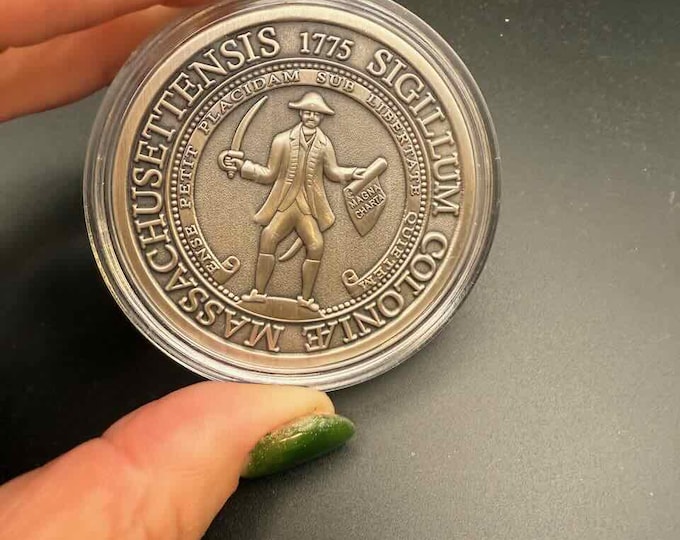 SIGILLUM COLONIÆ MASSACHUSETTENSIS 1775
ENSE PETIT PLACIDAM SUB LIBERTATE QUIETEM
MAGNA
CHARTA